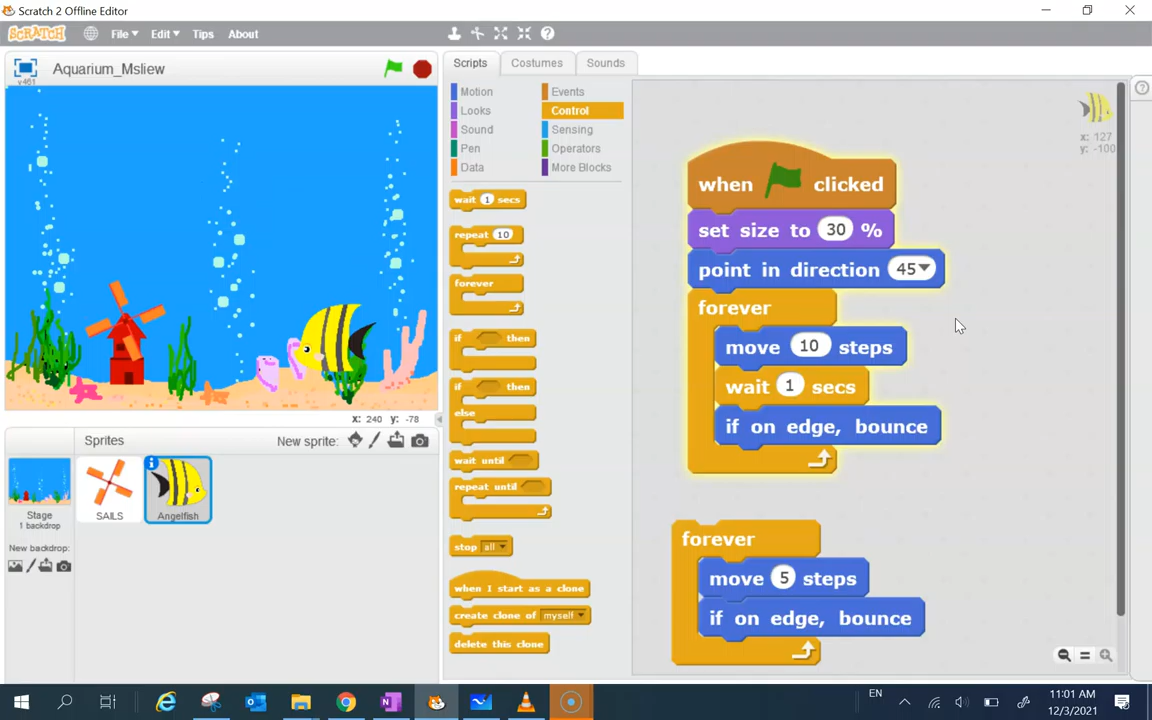 Scratch 2 Offline Editor
SCRATCH
File Edit Tips About
v461
Aquarium_Msliew
Scripts Costumes Sounds
Motion Events
Looks Control
Sound Sensing
Pen Operators
Data More Blocks
wait 1 secs
repeat 10
forever
if then
if then
else
wait until
repeat until
stop all
when I start as a clone
create clone of myself
delete this clone
x: 127
y: -100
when clicked
set size to 30 %
point in direction 45
forever
move 10 steps
wait 1 secs
if on edge, bounce
forever
move 5 steps
if on edge, bounce
x: 240 y: -78
Sprites New sprite:
Stage
1 backdrop
New backdrop:
SAILS
Angelfish
EN
11:01 AM
12/3/2021